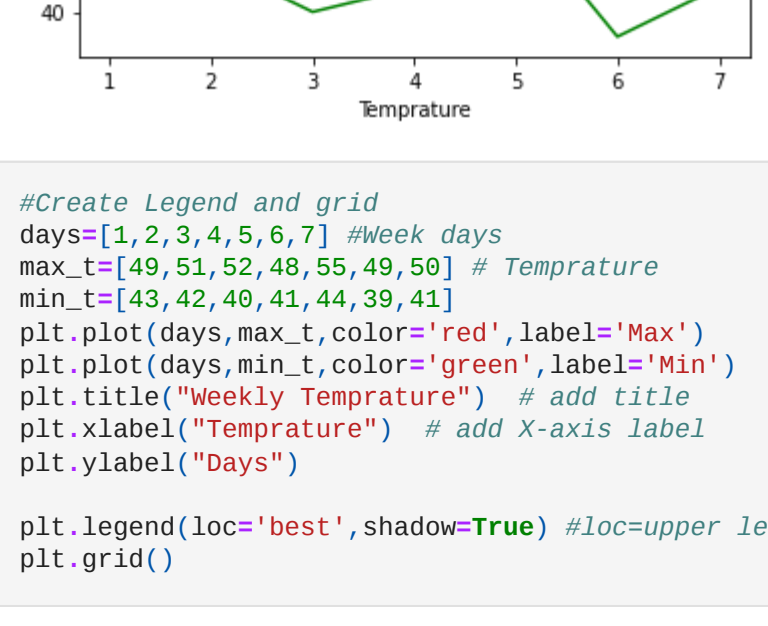 40
1 2 3 4 5 6 7
Temprature
#Create Legend and grid
days=[1,2,3,4,5,6,7] #Week days
max_t=[49,51,52,48,55,49,50] # Temprature
min_t=[43,42,40,41,44,39,41]
plt.plot(days,max_t,color='red',label='Max')
plt.plot(days,min_t,color='green',label='Min')
plt.title("Weekly Temprature")  # add title
plt.xlabel("Temprature")  # add X-axis label
plt.ylabel("Days")
plt.legend(loc='best',shadow=True) #loc=upper le
plt.grid()